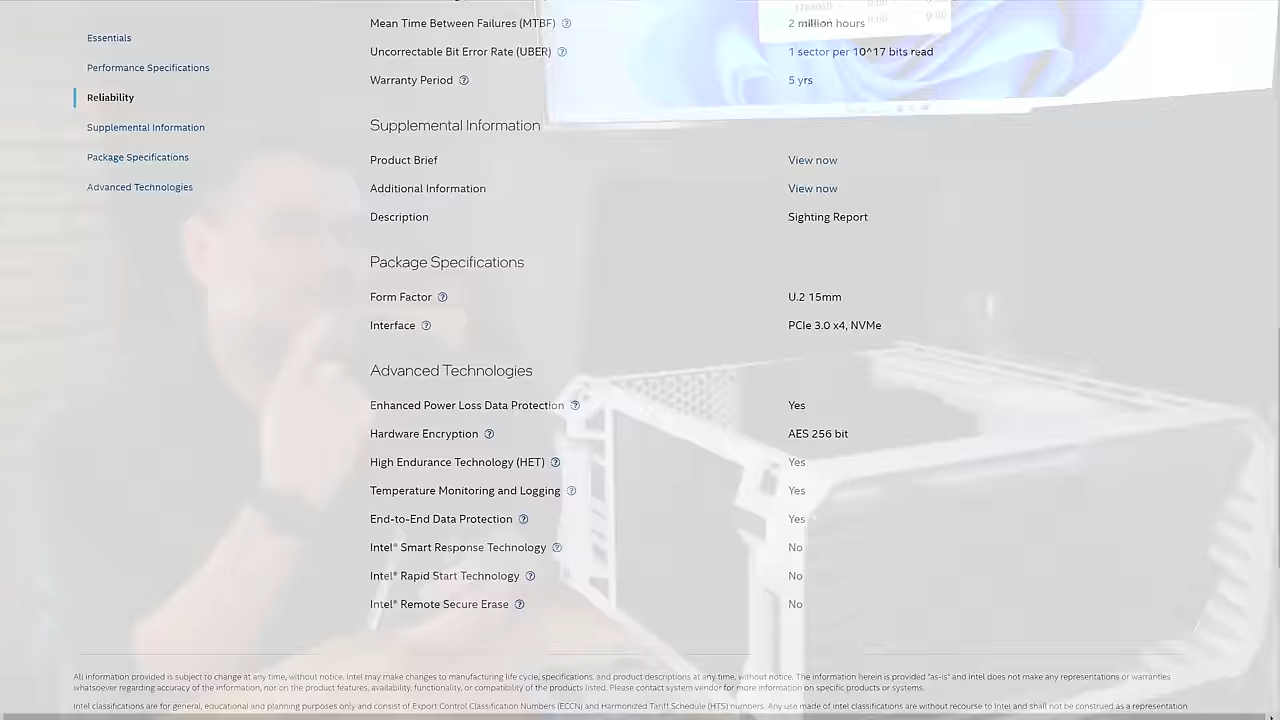 Essentials
Performance Specifications
Reliability
Supplemental Information
Package Specifications
Advanced Technologies
Mean Time Between Failures (MTBF) 2 million hours
Uncorrectable Bit Error Rate (UBER) 1 sector per 10^17 bits read
Warranty Period 5 yrs
Supplemental Information
Product Brief View now
Additional Information View now
Description Sighting Report
Package Specifications
Form Factor U.2 15mm
Interface PCIe 3.0 x4, NVMe
Advanced Technologies
Enhanced Power Loss Data Protection Yes
Hardware Encryption AES 256 bit
High Endurance Technology (HET) Yes
Temperature Monitoring and Logging Yes
End-to-End Data Protection Yes
Intel® Smart Response Technology No
Intel® Rapid Start Technology No
Intel® Remote Secure Erase No
All information provided is subject to change at any time, without notice. Intel may make changes to manufacturing life cycle, specifications, and product descriptions at any time, without notice. The information herein is provided "as-is" and Intel does not make any representations or warranties
whatsoever regarding accuracy of the information, nor on the product features, availability, functionality, or compatibility of the products listed. Please contact system vendor for more information on specific products or systems.
Intel classifications are for general, educational and planning purposes only and consist of Export Control Classification Numbers (ECCN) and Harmonized Tariff Schedule (HTS) numbers. Any use made of Intel classifications are without recourse to Intel and shall not be construed as a representation